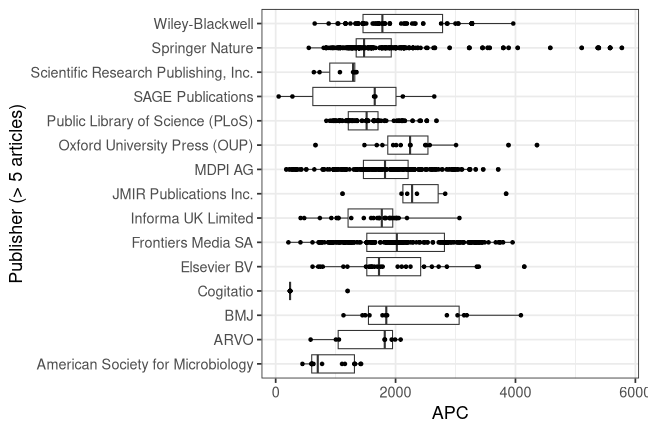 Wiley-Blackwell
Springer Nature
Scientific Research Publishing, Inc.
SAGE Publications
Public Library of Science (PLoS)
Oxford University Press (OUP)
MDPI AG
JMIR Publications Inc.
Informa UK Limited
Frontiers Media SA
Elsevier BV
Cogitatio
BMJ
ARVO
American Society for Microbiology
Publisher (> 5 articles)
0 2000 4000 6000
APC